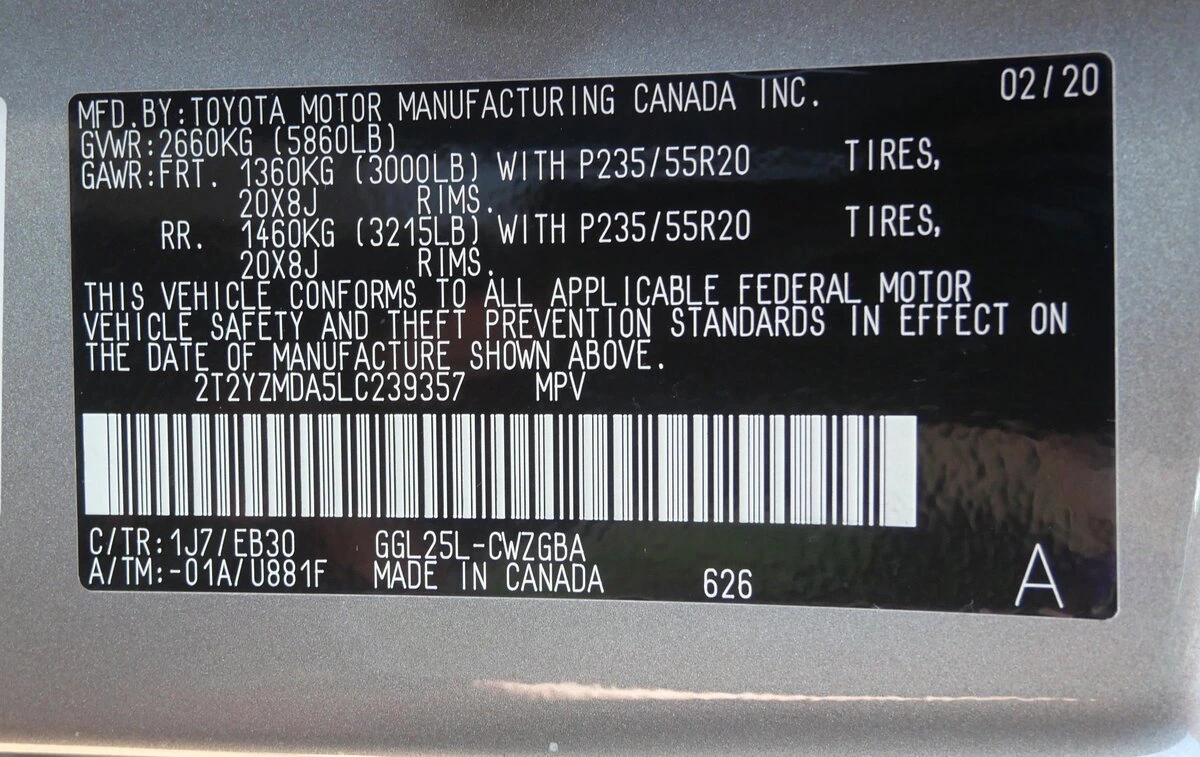 MFD.BY:TOYOTA MOTOR MANUFACTURING CANADA INC. 02/20
GVWR:2660KG (5860LB)
GAWR:FRT. 1360KG (3000LB) WITH P235/55R20 TIRES,
20X8J RIMS.
RR. 1460KG (3215LB) WITH P235/55R20 TIRES,
20X8J RIMS.
THIS VEHICLE CONFORMS TO ALL APPLICABLE FEDERAL MOTOR
VEHICLE SAFETY AND THEFT PREVENTION STANDARDS IN EFFECT ON
THE DATE OF MANUFACTURE SHOWN ABOVE.
2T2YZMDA5LC239357 MPV
C/TR:1J7/EB30 GGL25L-CWZGBA
A/TM:-01A/U881F MADE IN CANADA 626 A